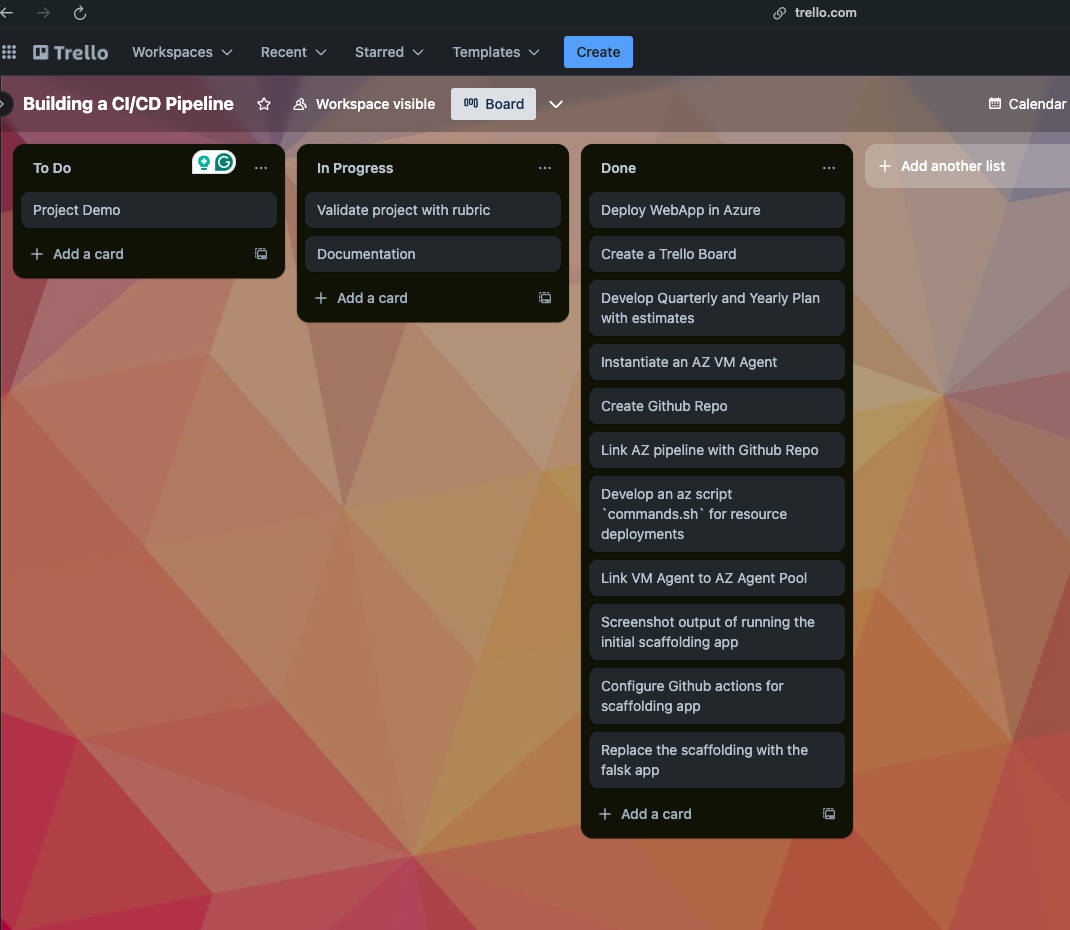 trello.com
Trello
Workspaces
Recent
Starred
Templates
Create
Building a CI/CD Pipeline
Workspace visible
Board
Calendar
To Do
Project Demo
Add a card
In Progress
Validate project with rubric
Documentation
Add a card
Done
Deploy WebApp in Azure
Create a Trello Board
Develop Quarterly and Yearly Plan
with estimates
Instantiate an AZ VM Agent
Create Github Repo
Link AZ pipeline with Github Repo
Develop an az script
`commands.sh` for resource
deployments
Link VM Agent to AZ Agent Pool
Screenshot output of running the
initial scaffolding app
Configure Github actions for
scaffolding app
Replace the scaffolding with the
falsk app
Add a card
Add another list